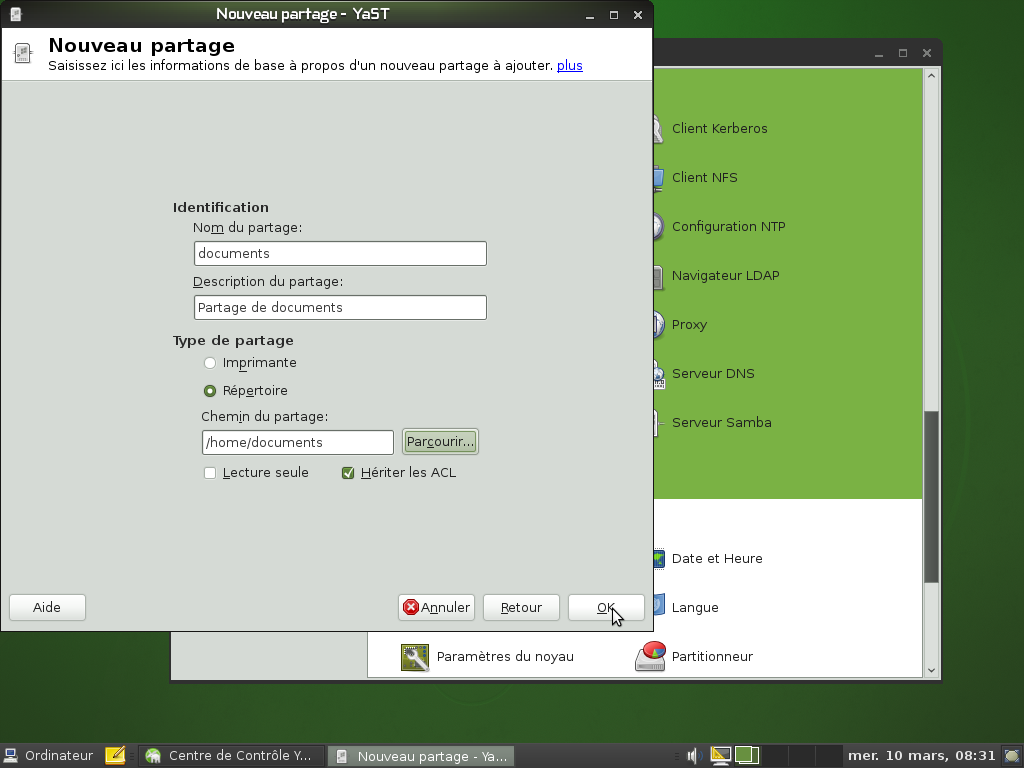 Nouveau partage - YaST
Nouveau partage
Saisissez ici les informations de base à propos d'un nouveau partage à ajouter. plus
Identification
Nom du partage:
documents
Description du partage:
Partage de documents
Type de partage
Imprimante
Répertoire
Chemin du partage:
/home/documents
Parcourir...
Lecture seule
Hériter les ACL
Aide
Annuler
Retour
OK
Client Kerberos
Client NFS
Configuration NTP
Navigateur LDAP
Proxy
Serveur DNS
Serveur Samba
Date et Heure
Langue
Paramètres du noyau
Partitionneur
Ordinateur
Centre de Contrôle Y...
Nouveau partage - Ya...
mer. 10 mars, 08:31